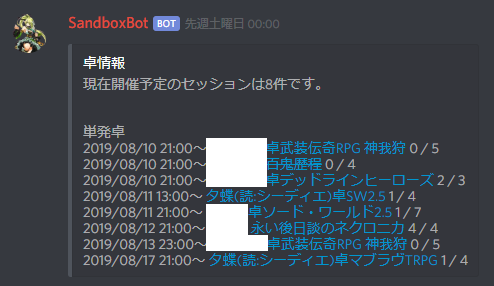 SandboxBot BOT 先週土曜日 00:00
卓情報
現在開催予定のセッションは8件です。
単発卓
2019/08/10 21:00～ 卓武装伝奇RPG 神我狩 0 / 5
2019/08/10 21:00～ 百鬼歴程 0 / 4
2019/08/10 21:00～ 卓デッドラインヒーローズ 2 / 3
2019/08/11 13:00～ 夕蝶(読:シーディエ)卓SW2.5 1 / 4
2019/08/11 21:00～ 卓ソード・ワールド2.5 1 / 7
2019/08/12 21:00～ 永い後日談のネクロニカ 4 / 4
2019/08/13 23:00～ 卓武装伝奇RPG 神我狩 0 / 5
2019/08/17 21:00～ 夕蝶(読:シーディエ)卓マブラヴTRPG 1 / 4